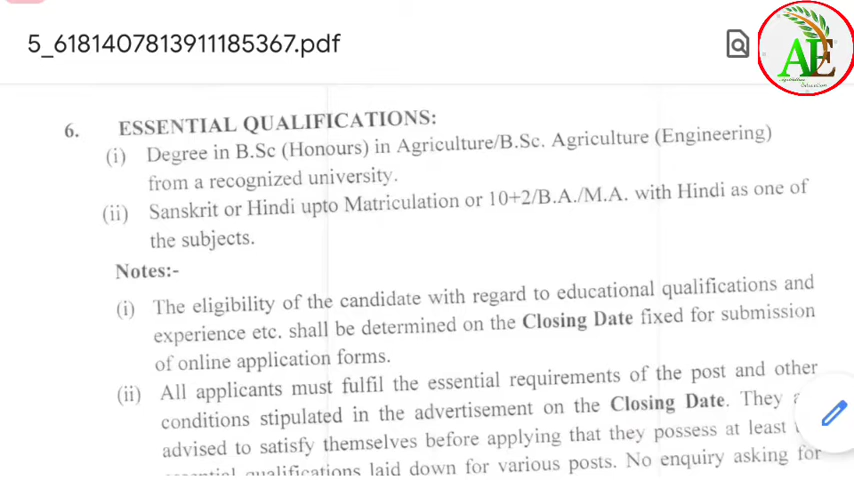 5_6181407813911185367.pdf
AE
6. ESSENTIAL QUALIFICATIONS:
(i) Degree in B.Sc (Honours) in Agriculture/B.Sc. Agriculture (Engineering)
from a recognized university.
(ii) Sanskrit or Hindi upto Matriculation or 10+2/B.A./M.A. with Hindi as one of
the subjects.
Notes:-
(i) The eligibility of the candidate with regard to educational qualifications and
experience etc. shall be determined on the Closing Date fixed for submission
of online application forms.
(ii) All applicants must fulfil the essential requirements of the post and other
conditions stipulated in the advertisement on the Closing Date. They
advised to satisfy themselves before applying that they possess at least
qualifications laid down for various posts. No enquiry asking for